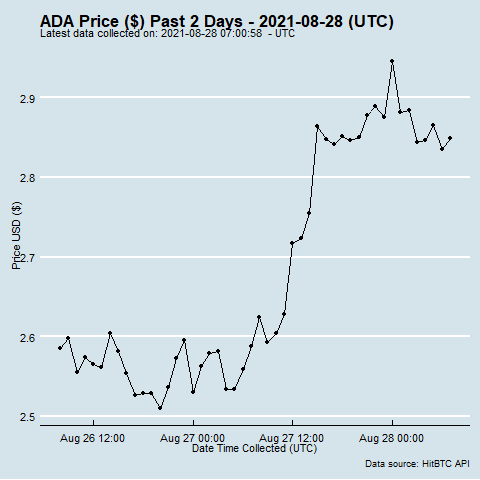 ADA Price ($) Past 2 Days - 2021-08-28 (UTC)
Latest data collected on: 2021-08-28 07:00:58  - UTC
2.9
2.8
2.7
2.6
2.5
Price USD ($)
Aug 26 12:00 Aug 27 00:00 Aug 27 12:00 Aug 28 00:00
Date Time Collected (UTC)
Data source: HitBTC API